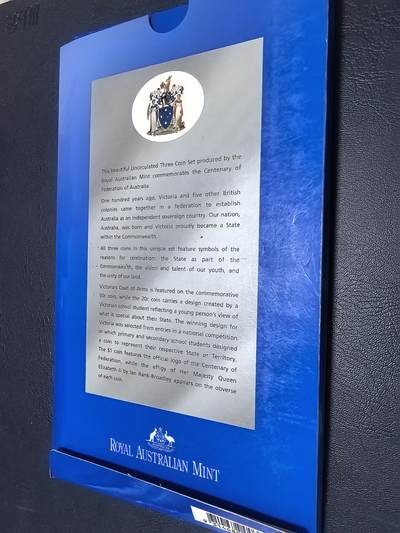 This beautiful Uncirculated Three Coin Set produced by the
Royal Australian Mint commemorates the Centenary of
Federation of Australia.
One hundred years ago, Victoria and five other British
colonies came together in a federation to establish
Australia as an independent sovereign country. Our nation,
Australia, was born and Victoria proudly became a State
within the Commonwealth.
All three coins in this unique set feature symbols of the
reasons for celebration: the State as part of the
Commonwealth, the vision and talent of our youth, and
the unity of our land.
Victoria's Coat of Arms is featured on the commemorative
50c coin, while the 20c coin carries a design created by a
Victorian school student reflecting a young person's view of
what is special about their State. The winning design for
Victoria was selected from entries in a national competition
in which primary and secondary school students designed
a coin to represent their respective State or Territory.
The $1 coin features the official logo of the Centenary of
Federation, while the effigy of Her Majesty Queen
Elizabeth II by Ian Rank-Broadley appears on the obverse
of each coin.
ROYAL AUSTRALIAN MINT